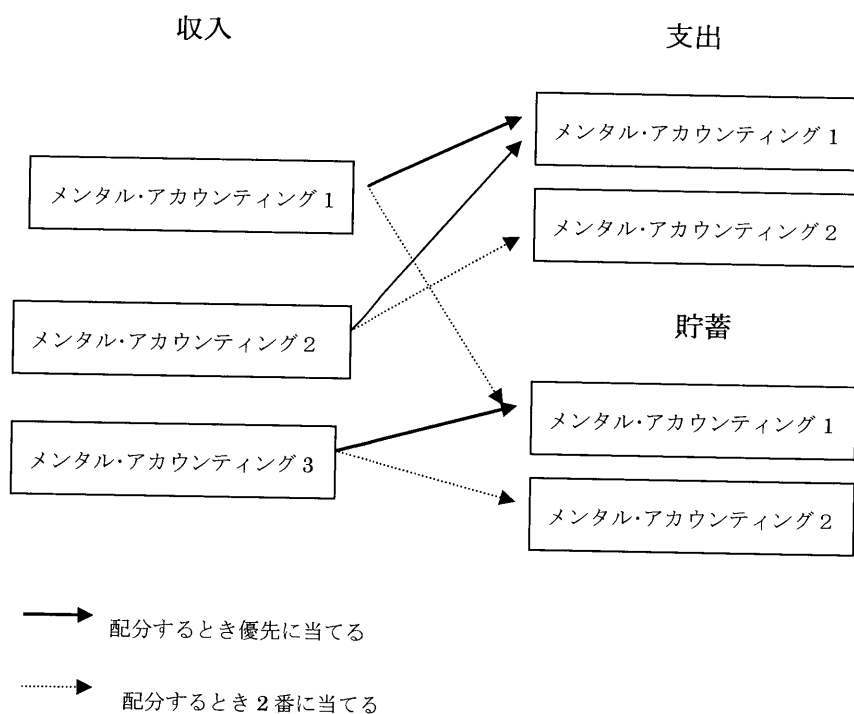 収入
支出
メンタル･アカウンティング 1
メンタル･アカウンティング 1
メンタル･アカウンティング 2
メンタル･アカウンティング 2
貯蓄
メンタル･アカウンティング 1
メンタル･アカウンティング 3
メンタル･アカウンティング 2
配分するとき優先に当てる
配分するとき 2 番に当てる